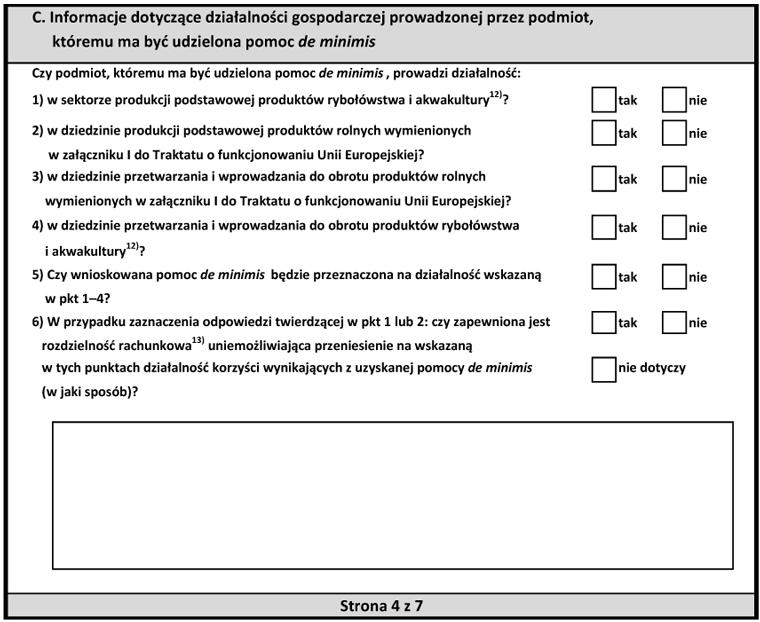 C. Informacje dotyczące działalności gospodarczej prowadzonej przez podmiot,
któremu ma być udzielona pomoc de minimis
Czy podmiot, któremu ma być udzielona pomoc de minimis , prowadzi działalność:
1) w sektorze produkcji podstawowej produktów rybołówstwa i akwakultury12)? tak nie
2) w dziedzinie produkcji podstawowej produktów rolnych wymienionych tak nie
w załączniku I do Traktatu o funkcjonowaniu Unii Europejskiej?
3) w dziedzinie przetwarzania i wprowadzania do obrotu produktów rolnych tak nie
wymienionych w załączniku I do Traktatu o funkcjonowaniu Unii Europejskiej?
4) w dziedzinie przetwarzania i wprowadzania do obrotu produktów rybołówstwa tak nie
i akwakultury12)?
5) Czy wnioskowana pomoc de minimis będzie przeznaczona na działalność wskazaną tak nie
w pkt 1–4?
6) W przypadku zaznaczenia odpowiedzi twierdzącej w pkt 1 lub 2: czy zapewniona jest tak nie
rozdzielność rachunkowa13) uniemożliwiająca przeniesienie na wskazaną
w tych punktach działalność korzyści wynikających z uzyskanej pomocy de minimis nie dotyczy
(w jaki sposób)?
Strona 4 z 7